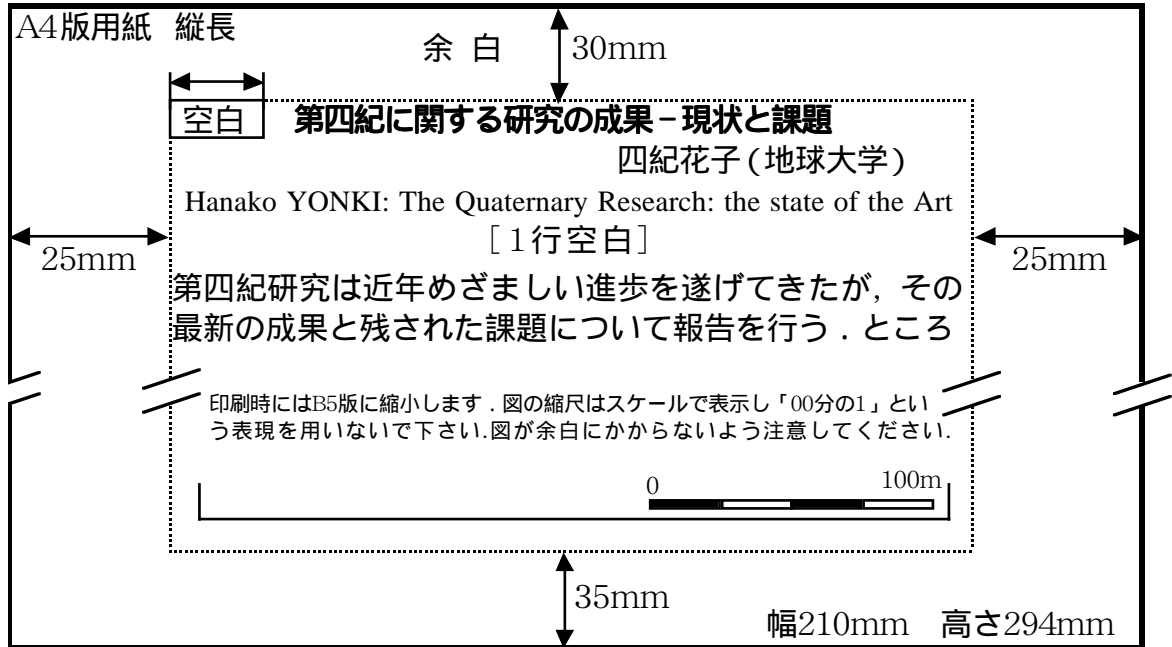 A4版用紙 縦長
余 白
30mm
空白 第四紀に関する研究の成果－現状と課題
四紀花子(地球大学)
Hanako YONKI: The Quaternary Research: the state of the Art
[1行空白]
25mm
25mm
第四紀研究は近年めざましい進歩を遂げてきたが, その
最新の成果と残された課題について報告を行う．ところ
印刷時にはB5版に縮小します．図の縮尺はスケールで表示し「00分の1」とい
う表現を用いないで下さい.図が余白にかからないよう注意してください.
0 100m
35mm
幅210mm 高さ294mm